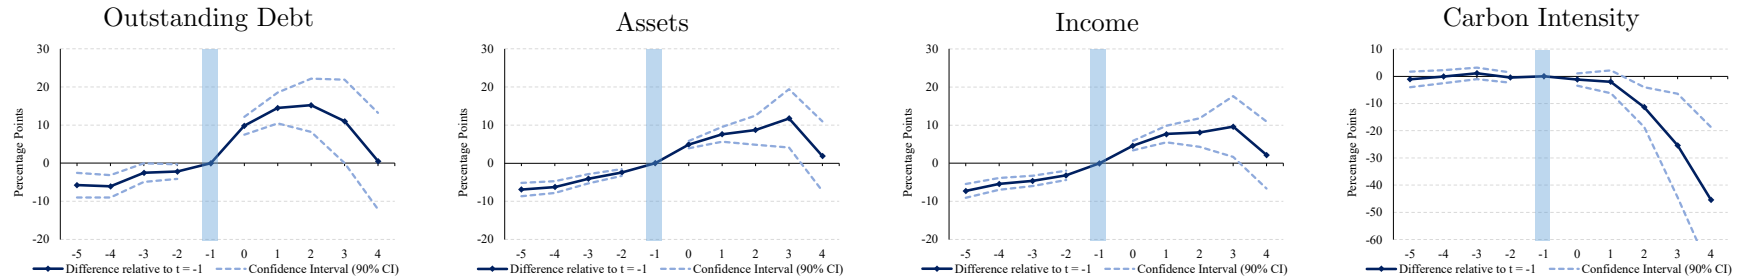 Outstanding Debt
Percentage Points
30
20
10
0
-10
-20
-5 -4 -3 -2 -1 0 1 2 3 4
Difference relative to t = -1 Confidence Interval (90% CI)
Assets
Percentage Points
30
20
10
0
-10
-20
-5 -4 -3 -2 -1 0 1 2 3 4
Difference relative to t = -1 Confidence Interval (90% CI)
Income
Percentage Points
30
20
10
0
-10
-20
-5 -4 -3 -2 -1 0 1 2 3 4
Difference relative to t = -1 Confidence Interval (90% CI)
Carbon Intensity
Percentage Points
10
0
-10
-20
-30
-40
-50
-60
-5 -4 -3 -2 -1 0 1 2 3 4
Difference relative to t = -1 Confidence Interval (90% CI)